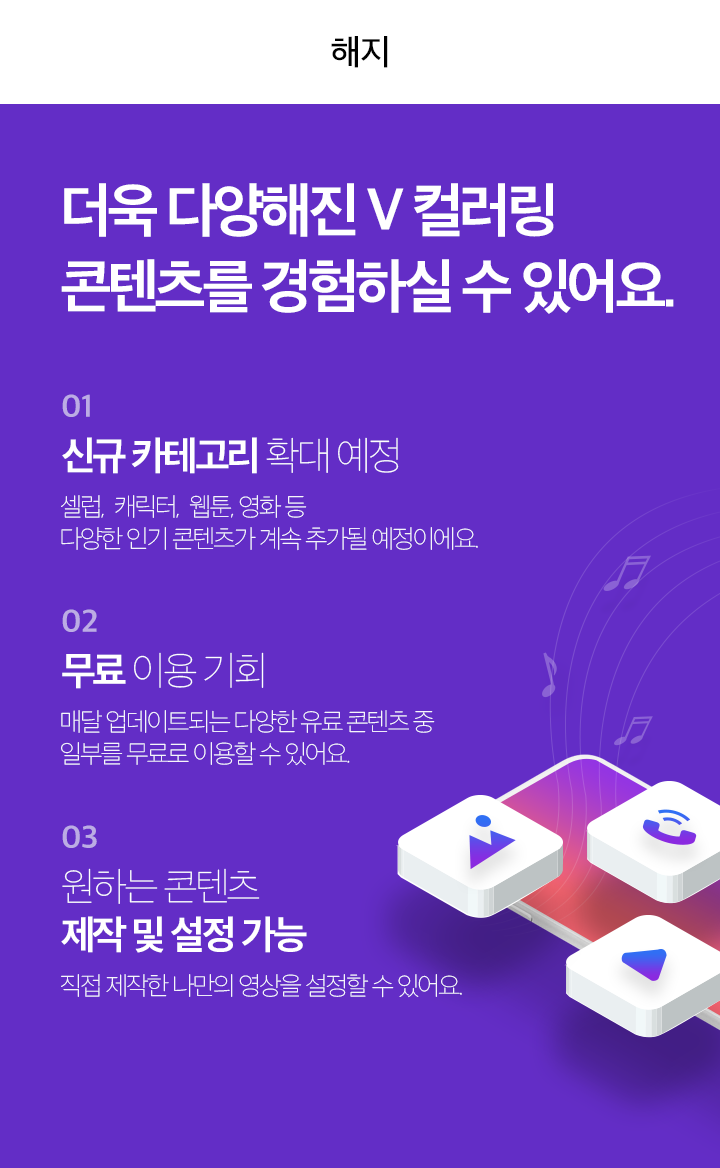 해지
더욱 다양해진 V 컬러링
콘텐츠를 경험하실 수 있어요.
01
신규 카테고리 확대 예정
셀럽, 캐릭터, 웹툰, 영화 등
다양한 인기 콘텐츠가 계속 추가될 예정이에요.
02
무료 이용 기회
매달 업데이트되는 다양한 유료 콘텐츠 중
일부를 무료로 이용할 수 있어요.
03
원하는 콘텐츠
제작 및 설정 가능
직접 제작한 나만의 영상을 설정할 수 있어요.